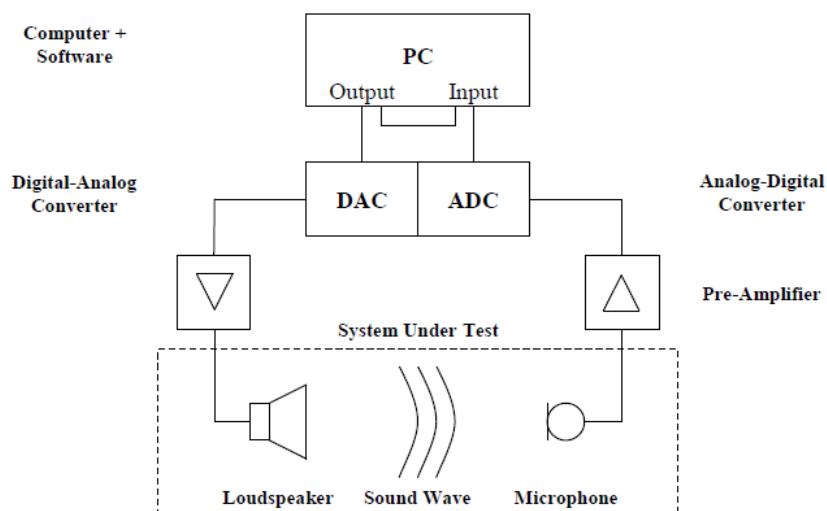 Computer +
Software
PC
Output Input
Digital-Analog
Converter
DAC ADC
Analog-Digital
Converter
Pre-Amplifier
System Under Test
Loudspeaker Sound Wave Microphone